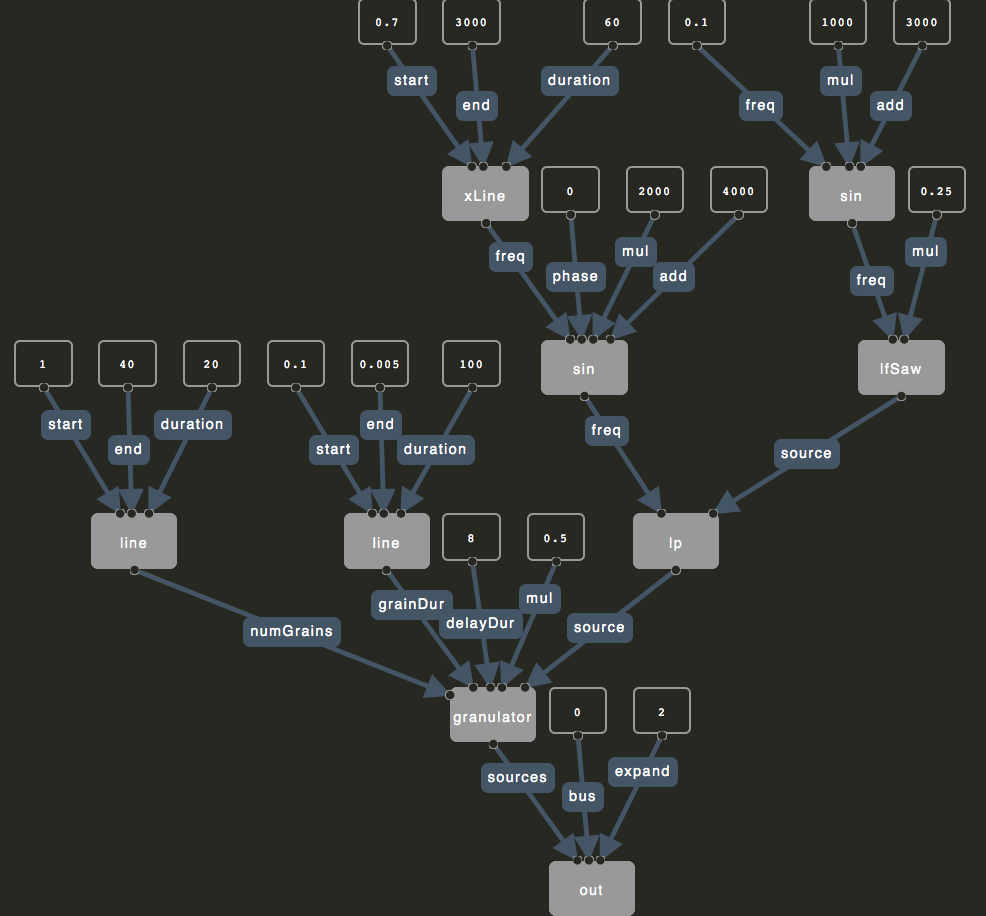 0.7 3000 60 0.1 1000 3000
start duration mul
end freq add
xLine 0 2000 4000 sin 0.25
freq mul mul
phase add freq
1 40 20 0.1 0.005 100 sin lfSaw
start duration end freq
end start duration source
line line 8 0.5 lp
grainDur mul
numGrains delayDur source
granulator 0 2
sources expand
bus
out